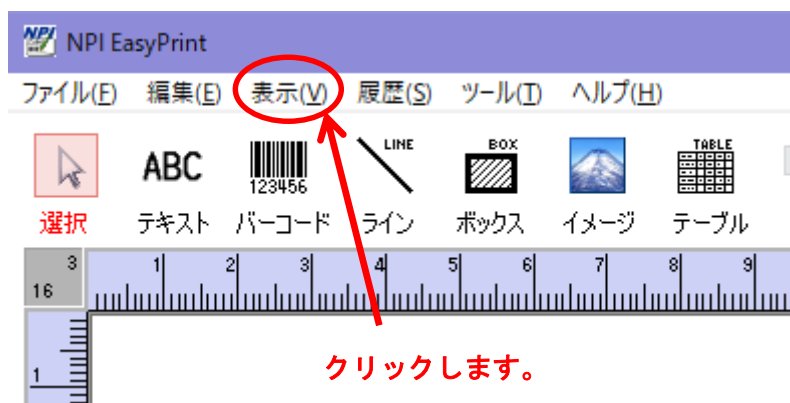 NPI EasyPrint
ファイル(F) 編集(E) 表示(V) 履歴(S) ツール(T) ヘルプ(H)
ABC 123456 LINE BOX TABLE
選択 テキスト バーコード ライン ボックス イメージ テーブル
3 1 2 3 4 5 6 7 8 9
16
1
クリックします。